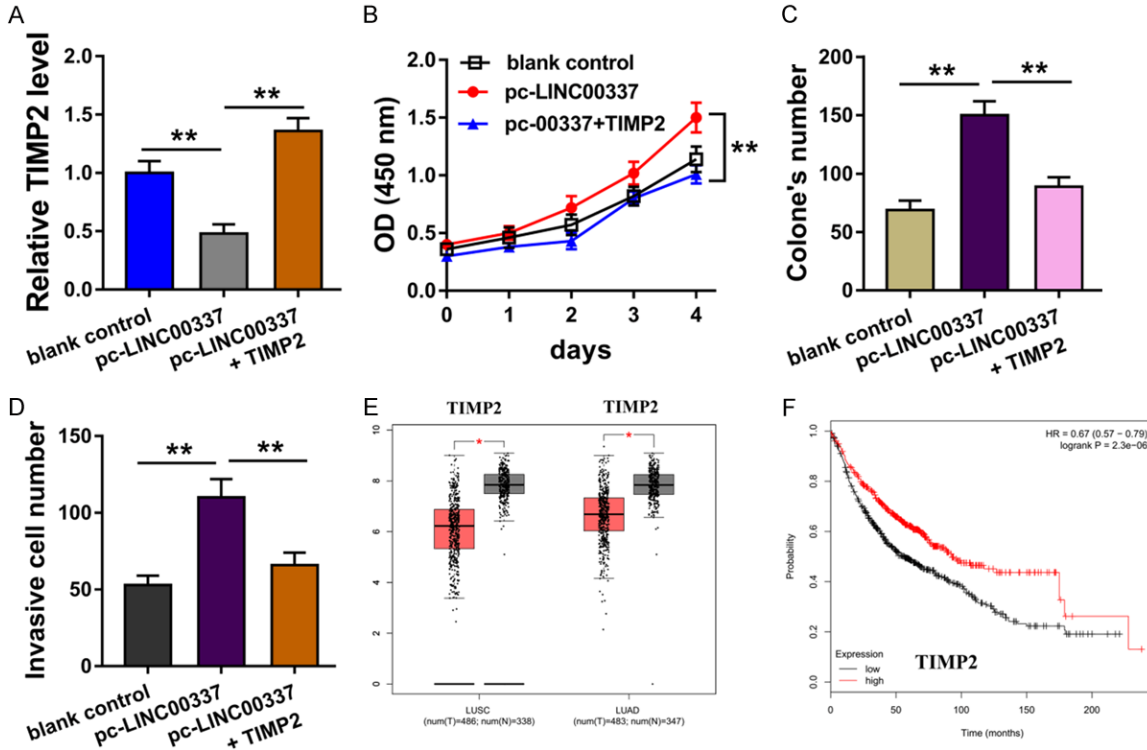 A
Relative TIMP2 level
2.0
1.5
1.0
0.5
0.0
**
**
blank control
pc-LINC00337
pc-LINC00337
+ TIMP2
B
OD (450 nm)
2.0
1.5
1.0
0.5
0.0
blank control
pc-LINC00337
pc-00337+TIMP2
**
0 1 2 3 4
days
C
Colone's number
200
150
100
50
0
**
**
blank control
pc-LINC00337
pc-LINC00337
+ TIMP2
D
Invasive cell number
150
100
50
0
**
**
blank control
pc-LINC00337
pc-LINC00337
+ TIMP2
E
TIMP2
TIMP2
10
8
6
4
2
0
*
*
LUSC
(num(T)=486; num(N)=338)
LUAD
(num(T)=483; num(N)=347)
F
HR = 0.67 (0.57 − 0.79)
logrank P = 2.3e−06
Probability
1.0
0.8
0.6
0.4
0.2
0.0
Expression
low
high
TIMP2
0 50 100 150 200
Time (months)